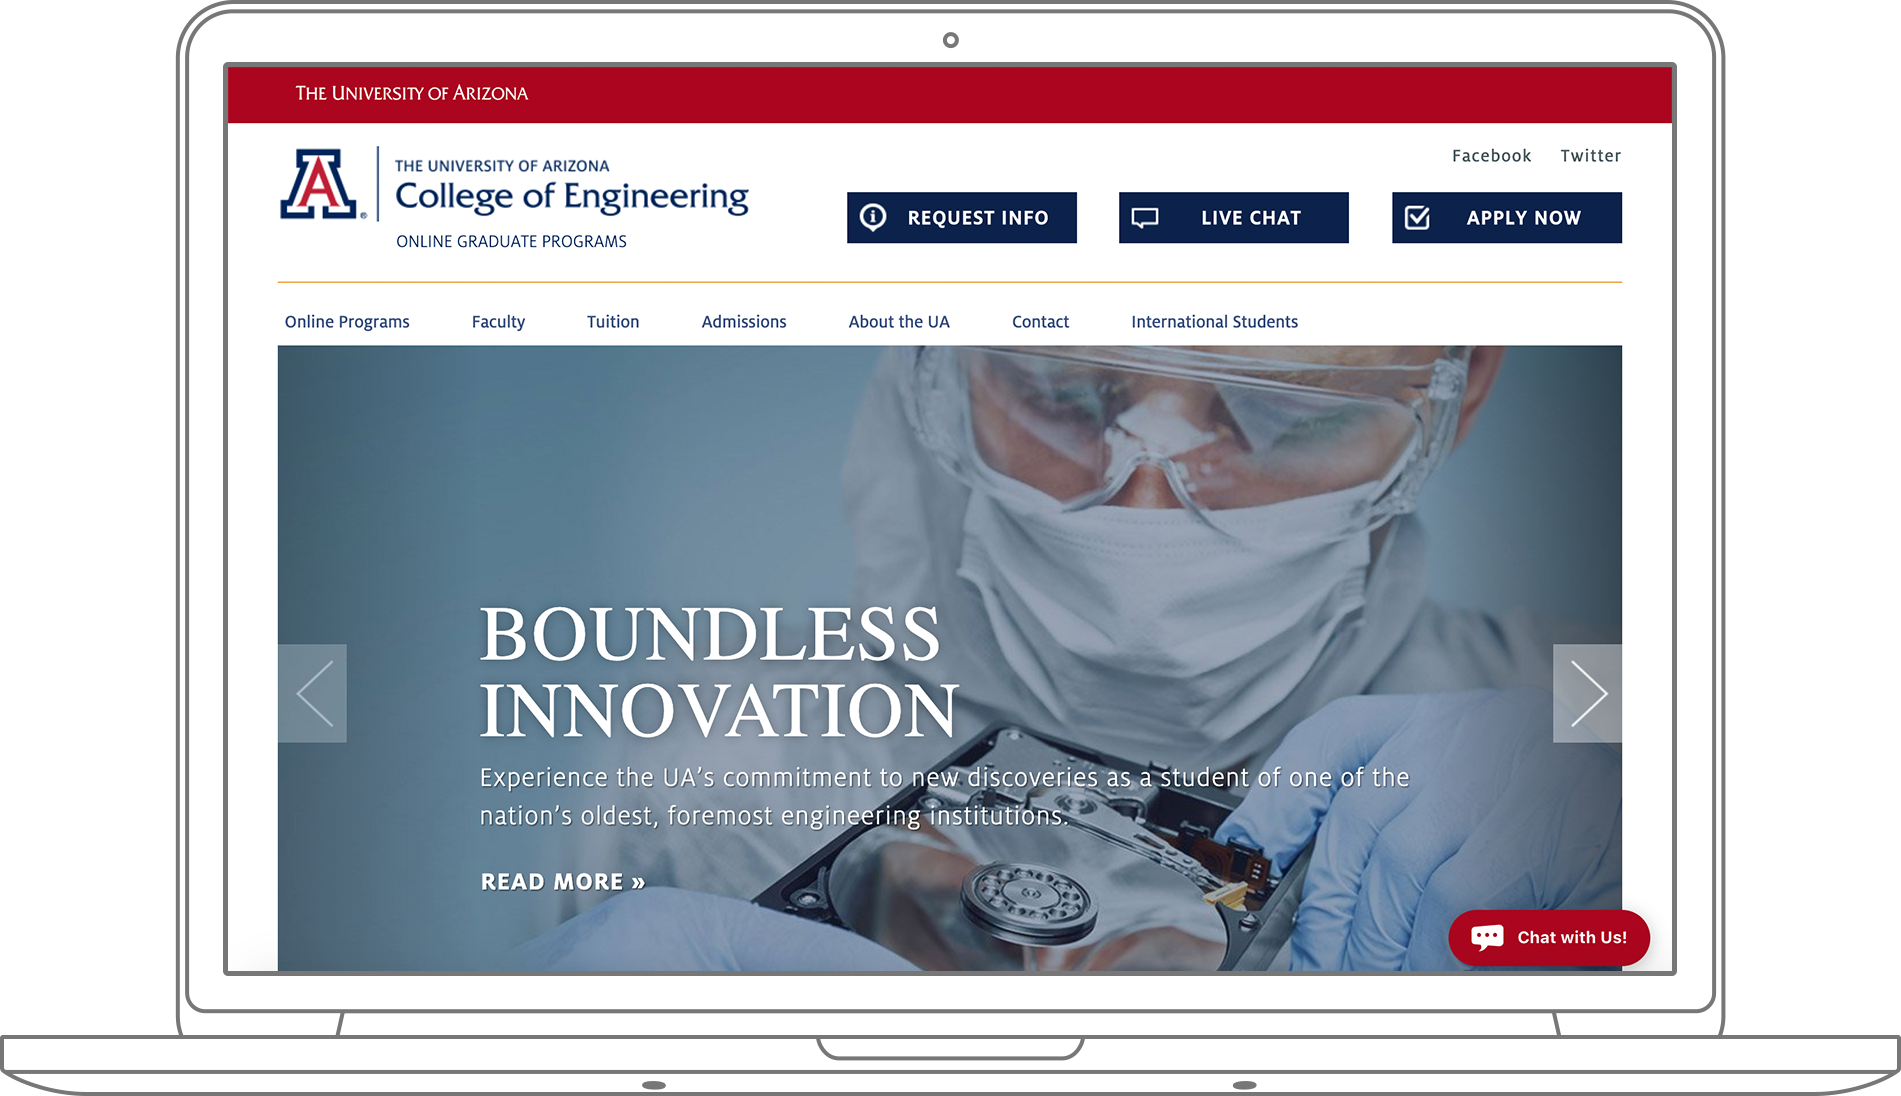 THE UNIVERSITY OF ARIZONA
A®
THE UNIVERSITY OF ARIZONA
College of Engineering
ONLINE GRADUATE PROGRAMS
Facebook Twitter
REQUEST INFO LIVE CHAT APPLY NOW
Online Programs Faculty Tuition Admissions About the UA Contact International Students
BOUNDLESS
INNOVATION
Experience the UA’s commitment to new discoveries as a student of one of the
nation’s oldest, foremost engineering institutions.
READ MORE »
Chat with Us!